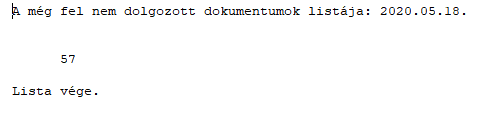 A még fel nem dolgozott dokumentumok listája: 2020.05.18.
57
Lista vége.